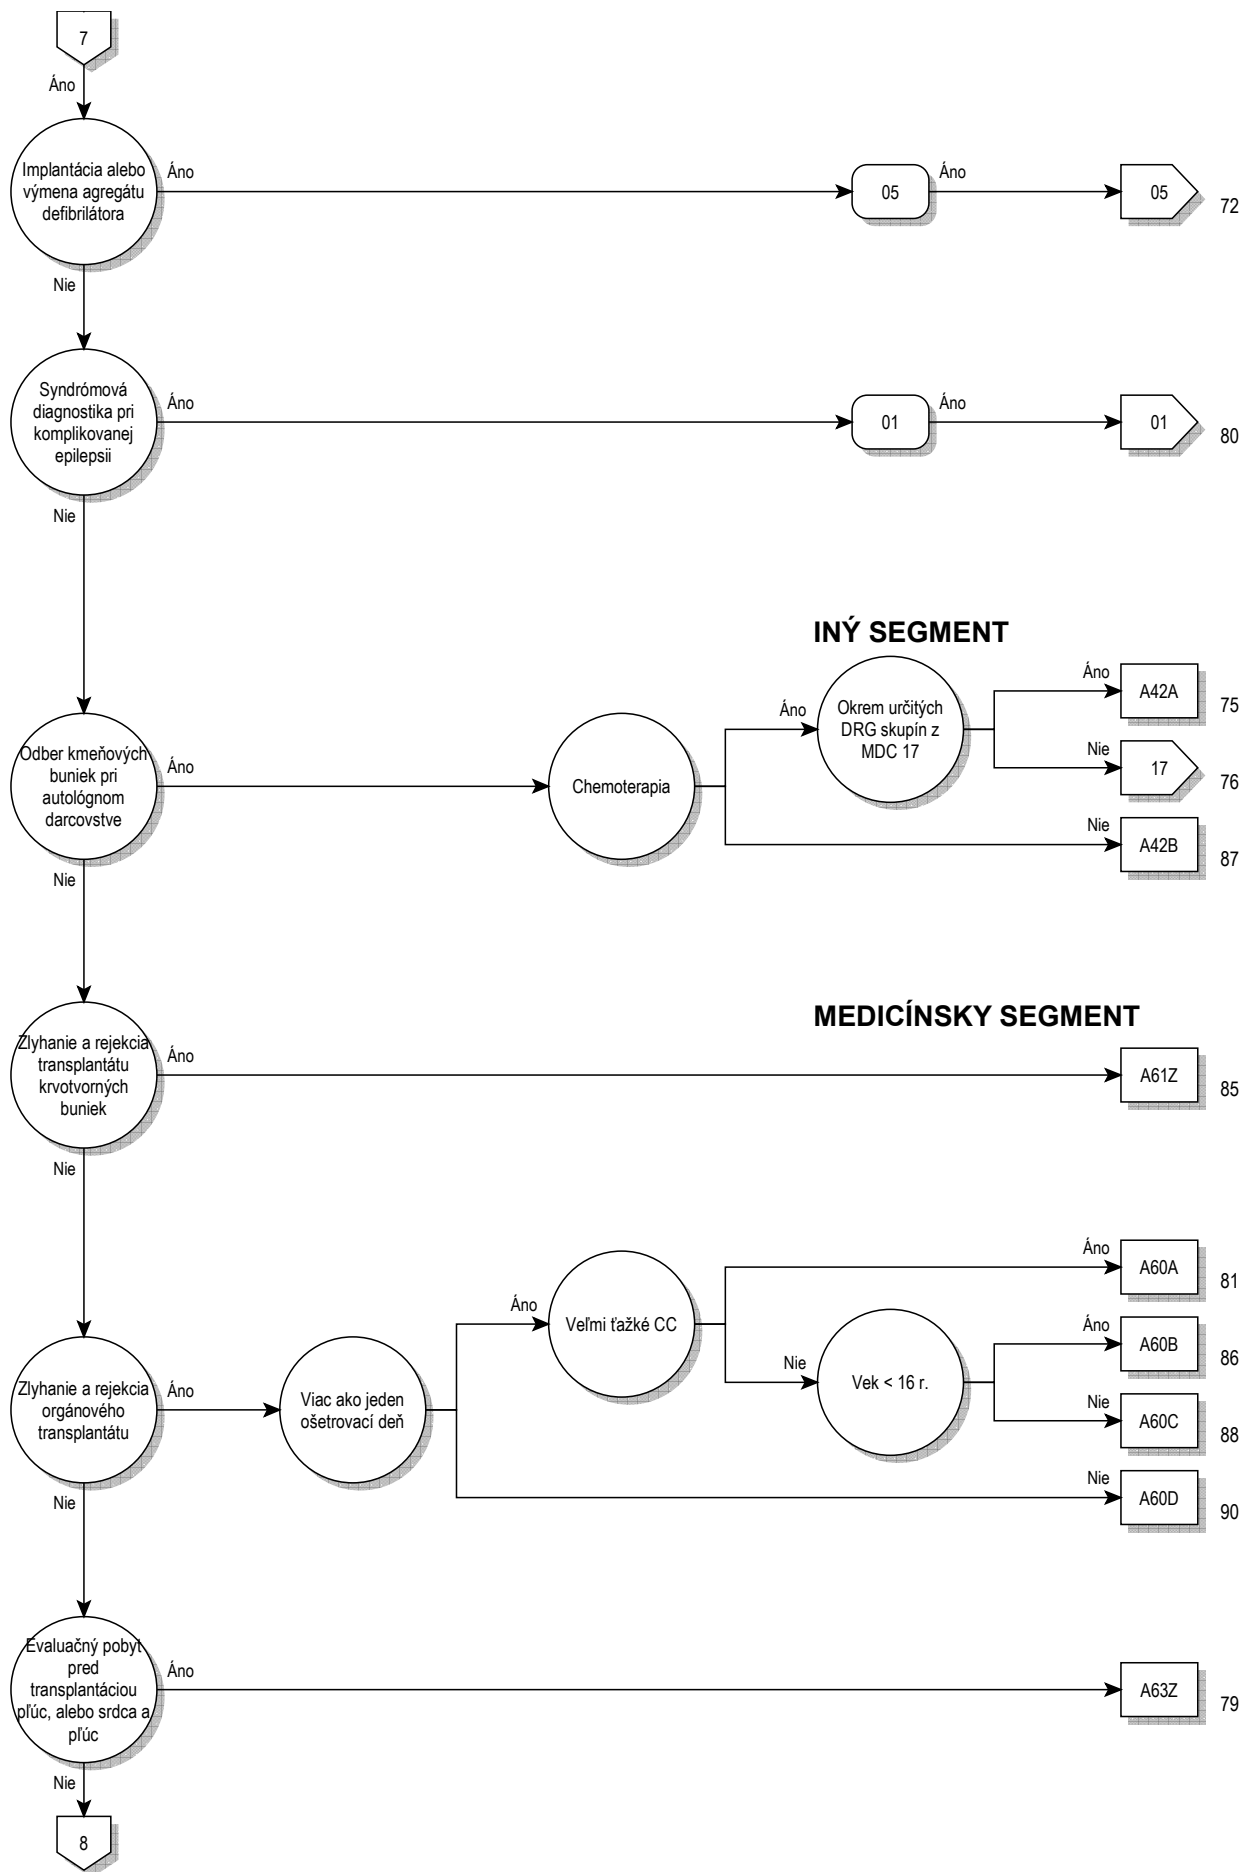 7
Áno
Implantácia alebo
výmena agregátu
defibrilátora
Áno
05
Áno
05
72
Nie
Syndrómová
diagnostika pri
komplikovanej
epilepsii
Áno
01
Áno
01
80
Nie
INÝ SEGMENT
Odber kmeňových
buniek pri
autológnom
darcovstve
Áno
Chemoterapia
Áno
Okrem určitých
DRG skupín z
MDC 17
Áno
A42A
75
Nie
17
76
Nie
A42B
87
Nie
MEDICÍNSKY SEGMENT
Zlyhanie a rejekcia
transplantátu
krvotvorných
buniek
Áno
A61Z
85
Nie
Zlyhanie a rejekcia
orgánového
transplantátu
Áno
Viac ako jeden
ošetrovací deň
Áno
Veľmi ťažké CC
Áno
A60A
81
Nie
Vek < 16 r.
Áno
A60B
86
Nie
A60C
88
Nie
A60D
90
Nie
Evaluačný pobyt
pred
transplantáciou
pľúc, alebo srdca a
pľúc
Áno
A63Z
79
Nie
8